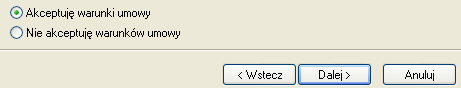 Akceptuję warunki umowy
Nie akceptuję warunków umowy
< Wstecz Dalej > Anuluj